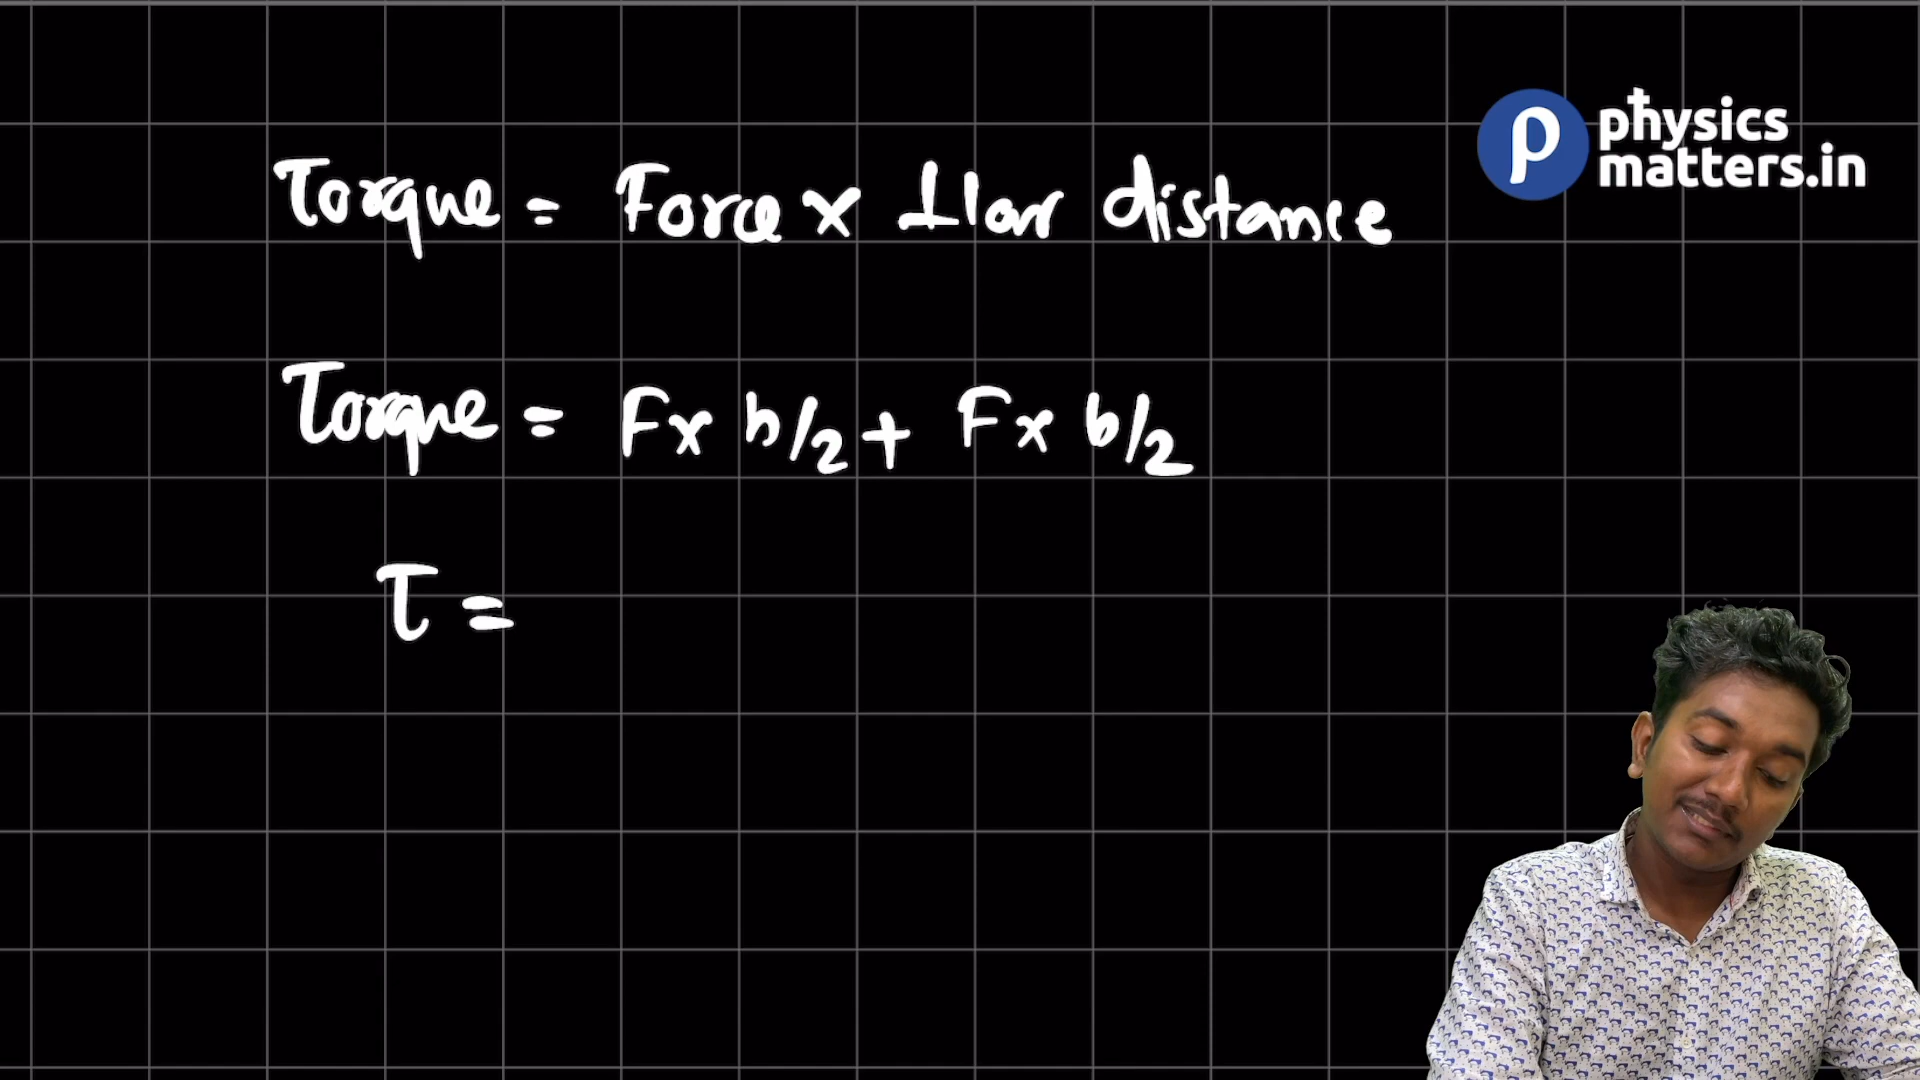 Torque = Force x ⊥lar distance
Torque = F x b/2 + F x b/2
τ =
physics
matters.in